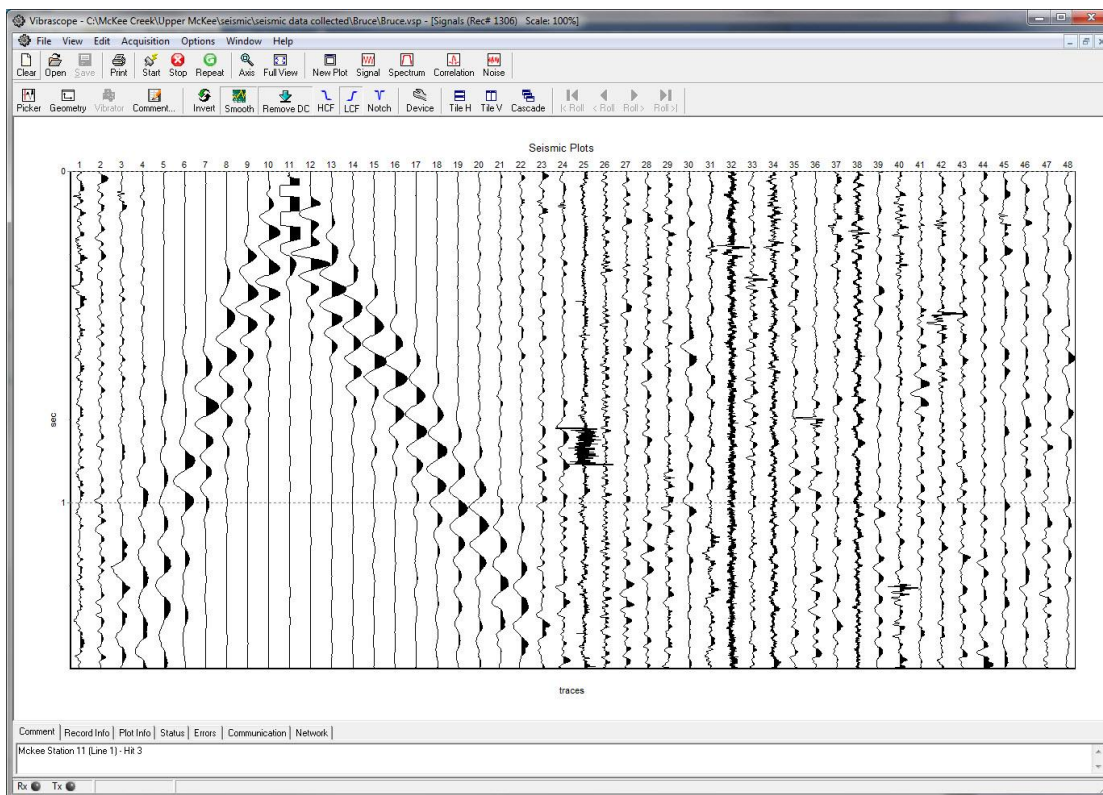 Vibrascope - C:\McKee Creek\Upper McKee\seismic\seismic data collected\Bruce\Bruce.vsp - [Signals (Rec# 1306) Scale: 100%]
File View Edit Acquisition Options Window Help
Clear Open Save Print Start Stop Repeat Axis Full View New Plot Signal Spectrum Correlation Noise
Picker Geometry Vibrator Comment... Invert Smooth Remove DC HCF LCF Notch Device Tile H Tile V Cascade |< Roll < Roll Roll > Roll >|
Seismic Plots
1 2 3 4 5 6 7 8 9 10 11 12 13 14 15 16 17 18 19 20 21 22 23 24 25 26 27 28 29 30 31 32 33 34 35 36 37 38 39 40 41 42 43 44 45 46 47 48
0
sec
1
traces
Comment Record Info Plot Info Status Errors Communication Network
Mckee Station 11 (Line 1) - Hit 3
Rx Tx